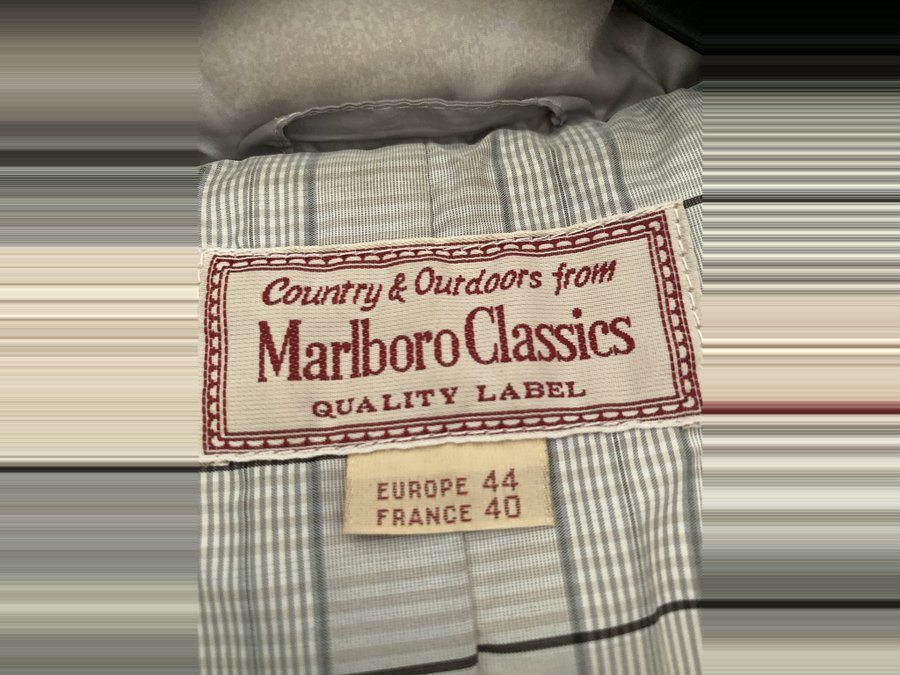 Country & Outdoors from
Marlboro Classics
QUALITY LABEL
EUROPE 44
FRANCE 40